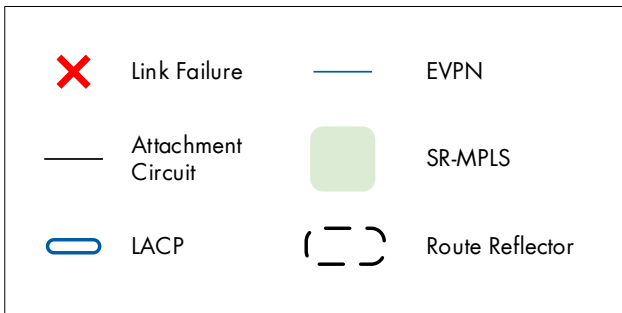 Link Failure
EVPN
Attachment
Circuit
SR-MPLS
LACP
Route Reflector